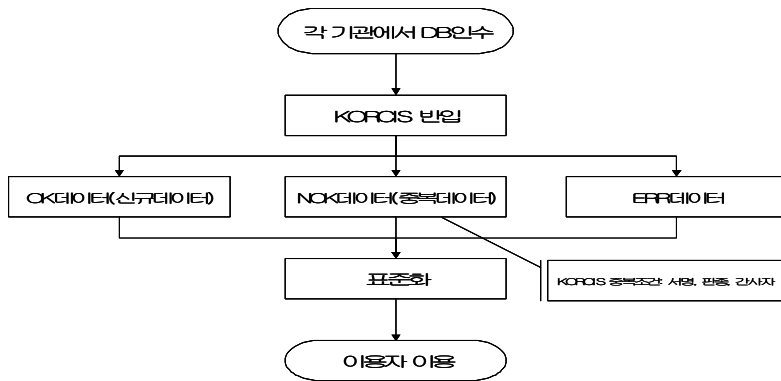 각 기관에서 DB인수
KORCIS 반입
OK데이터(신규데이터)
NOK데이터(중복데이터)
ERR데이터
표준화
KORCIS 중복조건: 서명, 판종, 간사자
이용자 이용